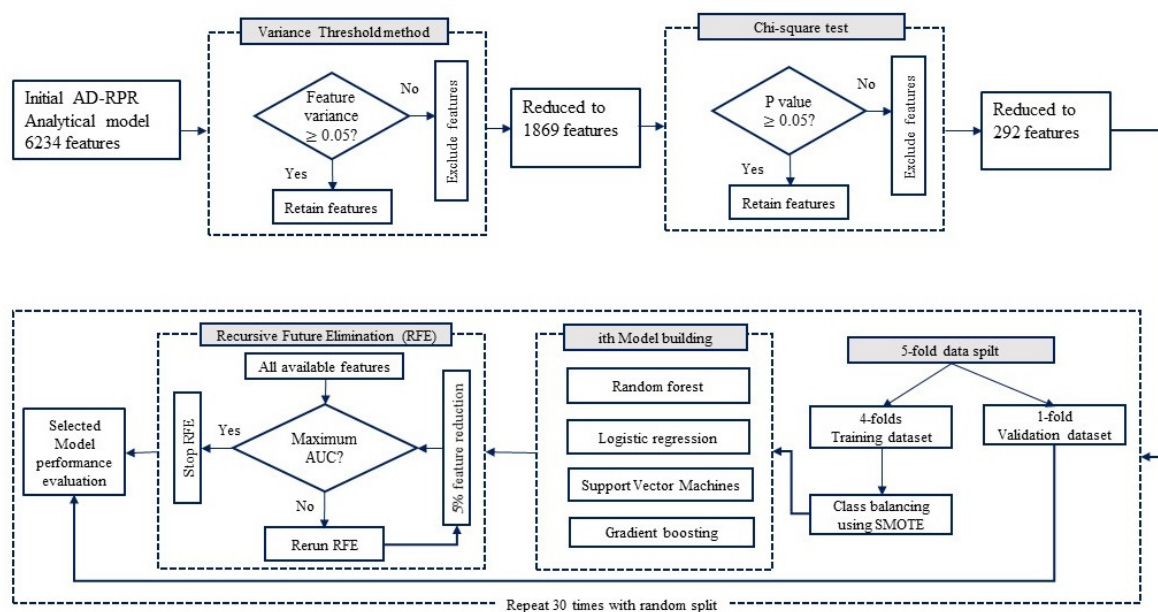 Variance Threshold method
Initial AD-RPR
Analytical model
6234 features
Feature
variance
≥ 0.05?
No
Exclude features
Yes
Retain features
Reduced to
1869 features
Chi-square test
P value
≥ 0.05?
No
Exclude features
Yes
Retain features
Reduced to
292 features
5-fold data spilt
4-folds
Training dataset
1-fold
Validation dataset
Class balancing
using SMOTE
ith Model building
Random forest
Logistic regression
Support Vector Machines
Gradient boosting
Recursive Future Elimination (RFE)
All available features
Maximum
AUC?
Yes
Stop RFE
No
Rerun RFE
5% feature reduction
Selected
Model
performance
evaluation
Repeat 30 times with random split